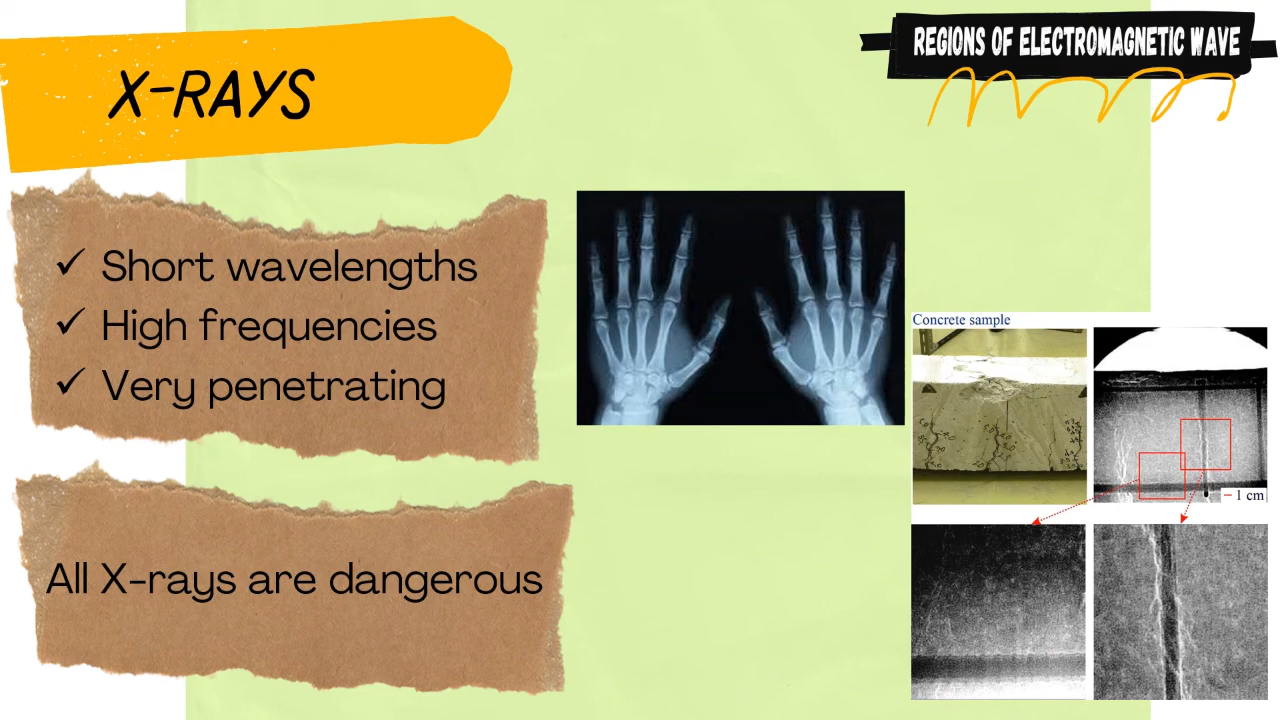 REGIONS OF ELECTROMAGNETIC WAVE
X-RAYS
✓ Short wavelengths
✓ High frequencies
✓ Very penetrating
All X-rays are dangerous
Concrete sample
1 cm